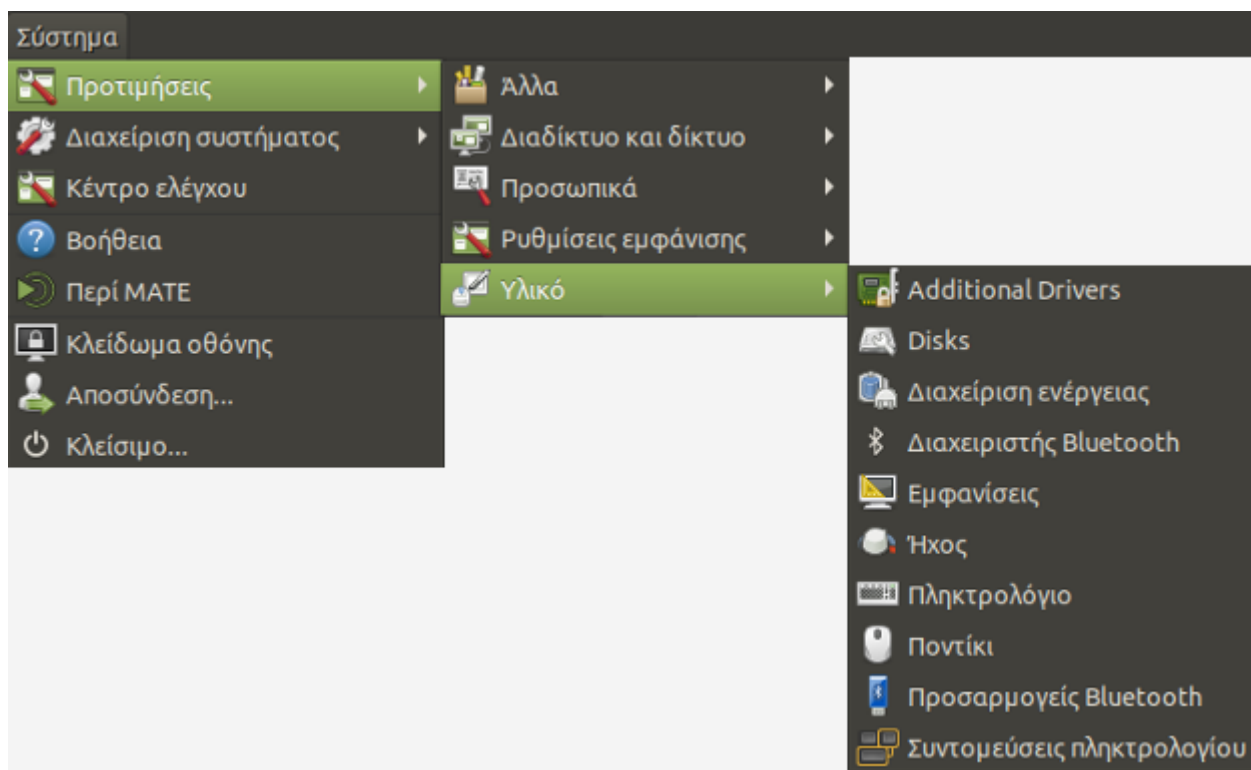 Σύστημα
Προτιμήσεις
Διαχείριση συστήματος
Κέντρο ελέγχου
Βοήθεια
Περί MATE
Κλείδωμα οθόνης
Αποσύνδεση...
Κλείσιμο...
Άλλα
Διαδίκτυο και δίκτυο
Προσωπικά
Ρυθμίσεις εμφάνισης
Υλικό
Additional Drivers
Disks
Διαχείριση ενέργειας
Διαχειριστής Bluetooth
Εμφανίσεις
Ήχος
Πληκτρολόγιο
Ποντίκι
Προσαρμογείς Bluetooth
Συντομεύσεις πληκτρολογίου